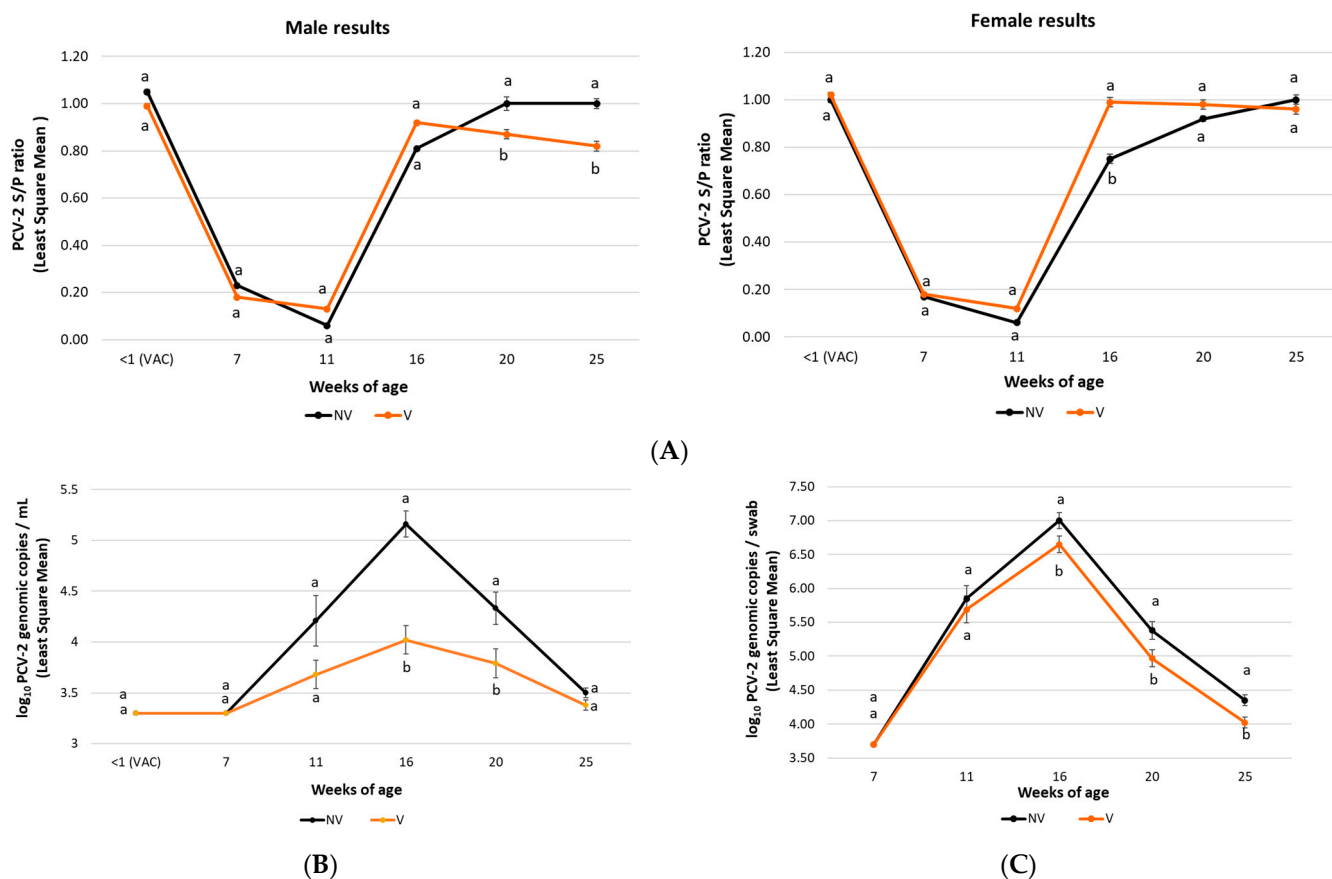 Male results
1.20
1.00
0.80
0.60
0.40
0.20
0.00
PCV-2 S/P ratio
(Least Square Mean )
a
a
a
a
a
a
a
a
a
b
a
b
<1 (VAC)
7
11
16
20
25
Weeks of age
NV
V
Female results
1.20
1.00
0.80
0.60
0.40
0.20
0.00
PCV-2 S/P ratio
(Least Square Mean)
a
a
a
a
a
a
a
b
a
a
a
a
<1 (VAC)
7
11
16
20
25
Weeks of age
NV
V
(A)
5.5
5
4.5
4
3.5
3
log10 PCV-2 genomic copies / mL
(Least Square Mean)
a
a
a
a
a
a
a
b
a
b
a
a
<1 (VAC)
7
11
16
20
25
Weeks of age
NV
V
(B)
7.50
7.00
6.50
6.00
5.50
5.00
4.50
4.00
3.50
log10 PCV-2 genomic copies / swab
(Least Square Mean)
a
a
a
a
a
b
a
b
a
b
7
11
16
20
25
Weeks of age
NV
V
(C)